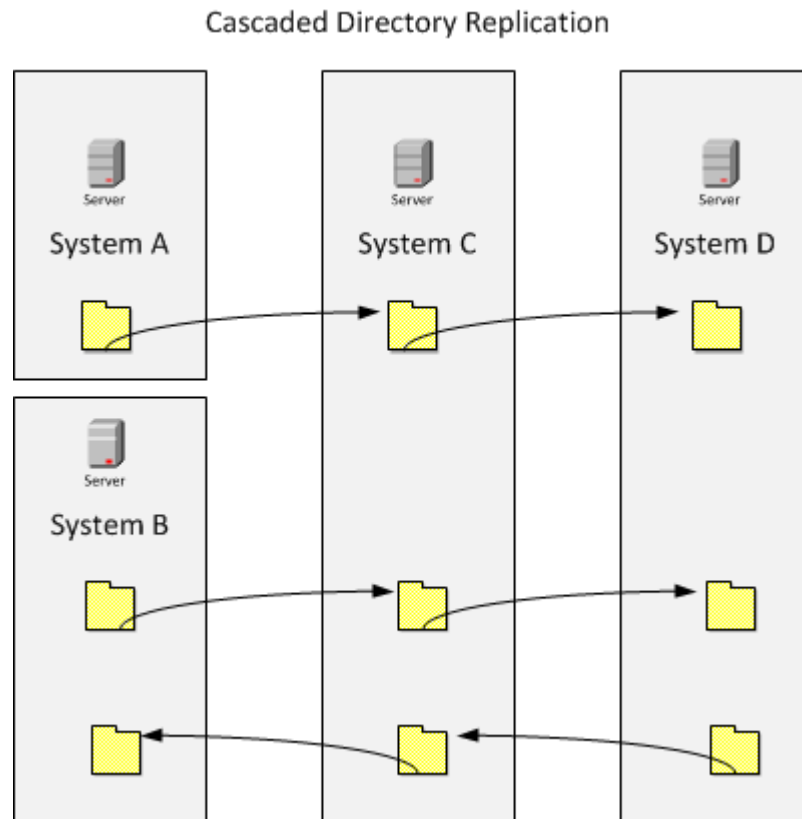 Cascaded Directory Replication
Server
System A
Server
System C
Server
System D
Server
System B